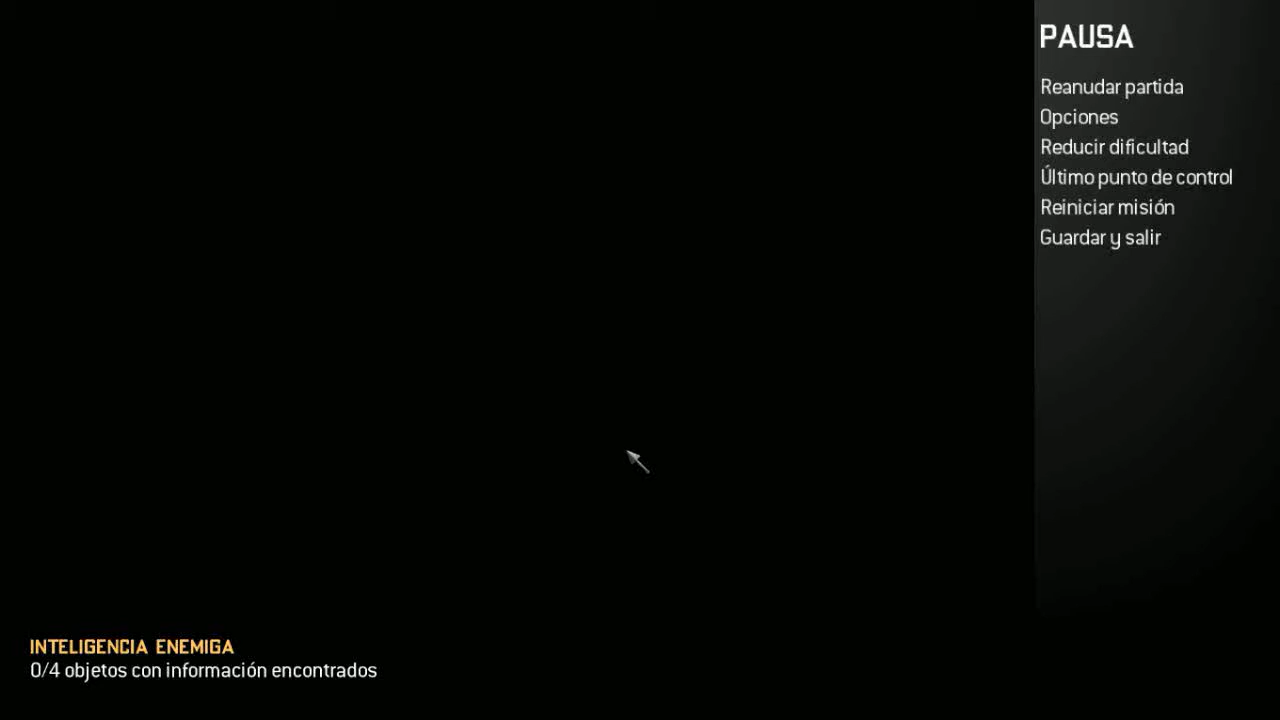 PAUSA
Reanudar partida
Opciones
Reducir dificultad
Último punto de control
Reiniciar misión
Guardar y salir
INTELIGENCIA ENEMIGA
0/4 objetos con información encontrados